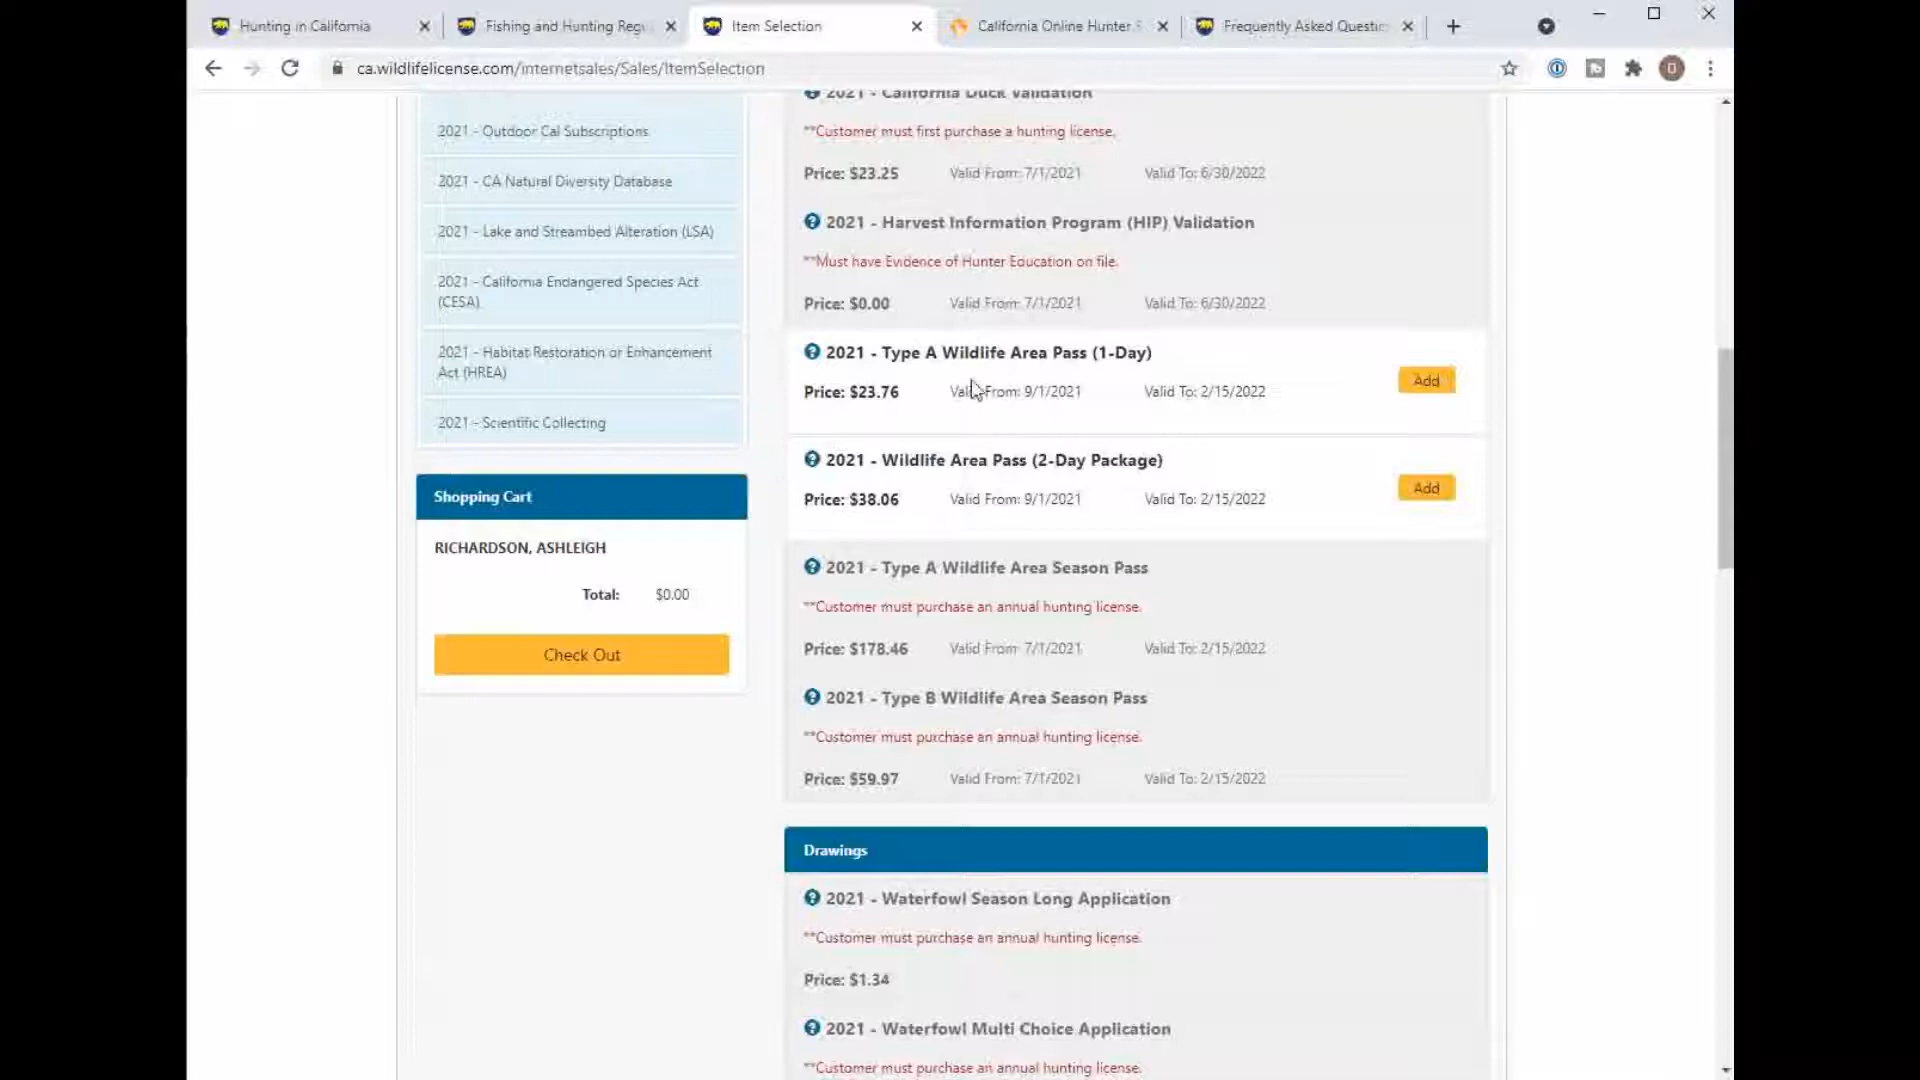 Hunting in California
Fishing and Hunting Regu
Item Selection
California Online Hunter S
Frequently Asked Questio
ca.wildlifelicense.com/internetsales/Sales/ItemSelection
2021 - Outdoor Cal Subscriptions
2021 - CA Natural Diversity Database
2021 - Lake and Streambed Alteration (LSA)
2021 - California Endangered Species Act
(CESA)
2021 - Habitat Restoration or Enhancement
Act (HREA)
2021 - Scientific Collecting
Shopping Cart
RICHARDSON, ASHLEIGH
Total: $0.00
Check Out
2021 - California Duck Validation
**Customer must first purchase a hunting license.
Price: $23.25 Valid From: 7/1/2021 Valid To: 6/30/2022
2021 - Harvest Information Program (HIP) Validation
**Must have Evidence of Hunter Education on file.
Price: $0.00 Valid From: 7/1/2021 Valid To: 6/30/2022
2021 - Type A Wildlife Area Pass (1-Day)
Price: $23.76 Valid From: 9/1/2021 Valid To: 2/15/2022
Add
2021 - Wildlife Area Pass (2-Day Package)
Price: $38.06 Valid From: 9/1/2021 Valid To: 2/15/2022
Add
2021 - Type A Wildlife Area Season Pass
**Customer must purchase an annual hunting license.
Price: $178.46 Valid From: 7/1/2021 Valid To: 2/15/2022
2021 - Type B Wildlife Area Season Pass
**Customer must purchase an annual hunting license.
Price: $59.97 Valid From: 7/1/2021 Valid To: 2/15/2022
Drawings
2021 - Waterfowl Season Long Application
**Customer must purchase an annual hunting license.
Price: $1.34
2021 - Waterfowl Multi Choice Application
**Customer must purchase an annual hunting license.